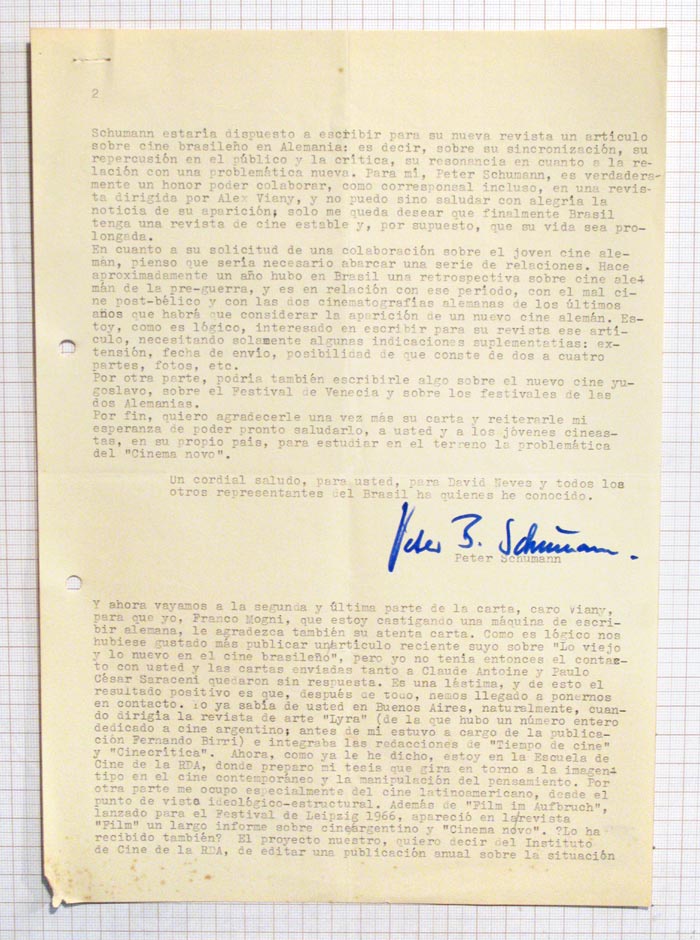 2
Schumann estaria dispuesto a escribir para su nueva revista un artículo
sobre cine brasileño en Alemania: es decir, sobre su sincronización, su
repercusión en el público y la crítica, su resonancia en cuanto a la re-
lación con una problemática nueva. Para mi, Peter Schumann, es verdadera-
mente un honor poder colaborar, como corresponsal incluso, en una revis-
ta dirigida por Alex Viany, y no puedo sino saludar con alegría la
noticia de su aparición; solo me queda desear que finalmente Brasil
tenga una revista de cine estable y, por supuesto, que su vida sea pro-
longada.
En cuanto a su solicitud de una colaboración sobre el joven cine ale-
mán, pienso que seria necesario abarcar una serie de relaciones. Hace
aproximadamente un año hubo en Brasil una retrospectiva sobre cine ale-
mán de la pre-guerra, y es en relación con ese período, con el mal ci-
ne post-bélico y con las dos cinematografías alemanas de los últimos
años que habrá que considerar la aparición de un nuevo cine alemán. Es-
toy, como es lógico, interesado en escribir para su revista ese artí-
culo, necesitando solamente algunas indicaciones suplementatias: ex-
tensión, fecha de envio, posibilidad de que conste de dos a cuatro
partes, fotos, etc.
Por otra parte, podría también escribirle algo sobre el nuevo cine yu-
goslavo, sobre el Festival de Venecia y sobre los festivales de las
dos Alemanias.
Por fin, quiero agradecerle una vez más su carta y reiterarle mi
esperanza de poder pronto saludarlo, a usted y a los jóvenes cineas-
tas, en su propio pais, para estudiar en el terreno la problemática
del "Cinema novo".
Un cordial saludo, para usted, para David Neves y todos los
otros representantes del Brasil ha quienes he conocido.
Peter B. Schumann.
Peter Schumann
Y ahora vayamos a la segunda y última parte de la carta, caro Viany,
para que yo, Franco Mogni, que estoy castigando una máquina de escri-
bir alemana, le agradezca también su atenta carta. Como es lógico nos
hubiese gustado más publicar un artículo reciente suyo sobre "Lo viejo
y lo nuevo en el cine brasileño", pero yo no tenía entonces el contac-
to con usted y las cartas enviadas tanto a Claude Antoine y Paulo
César Saraceni quedaron sin respuesta. Es una lástima, y de esto el
resultado positivo es que, después de todo, hemos llegado a ponernos
en contacto. Yo ya sabía de usted en Buenos Aires, naturalmente, cuan-
do dirigía la revista de arte "Lyra" (de la que hubo un número entero
dedicado a cine argentino; antes de mi estuvo a cargo de la publica-
ción Fernando Birri) e integraba las redacciones de "Tiempo de cine"
y "Cinecrítica". Ahora, como ya le he dicho, estoy en la Escuela de
Cine de la RDA, donde preparo mi tesis que gira en torno a la imagen-
tipo en el cine contemporáneo y la manipulación del pensamiento. Por
otra parte me ocupo especialmente del cine latinoamericano, desde el
punto de vista ideológico-estructural. Además de "Film im Aufbruch",
lanzado para el Festival de Leipzig 1966, apareció en la revista
"Film" un largo informe sobre cine argentino y "Cinema novo". ?Lo ha
recibido también? El proyecto nuestro, quiero decir del Instituto
de Cine de la RDA, de editar una publicación anual sobre la situación